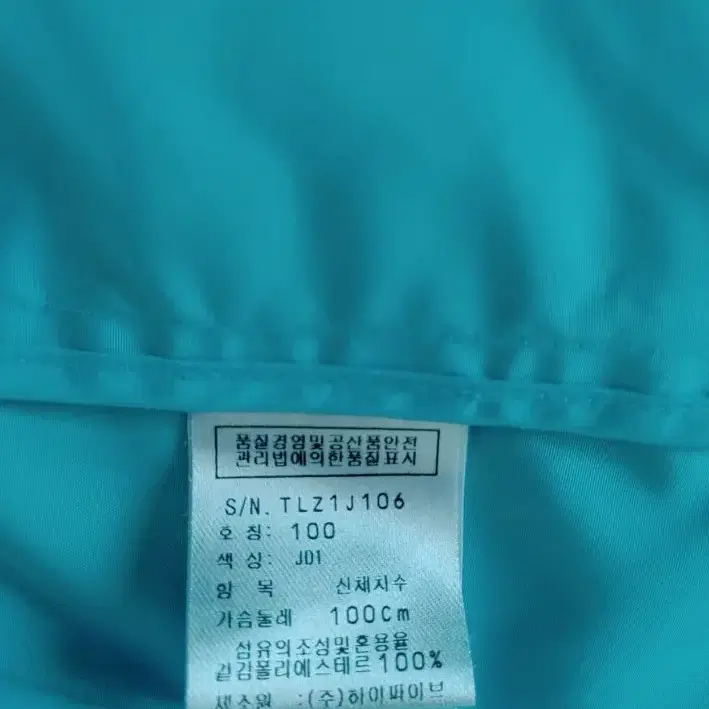 품질경영및공산품안전
관리법에의한품질표시
S/N. TLZ1J106
호 칭: 100
색 상: JD1
항 목 신체치수
가슴둘레 100Cm
섬유의조성및혼용율
겉감폴리에스테르100%
제조원 :(주)하이파이브